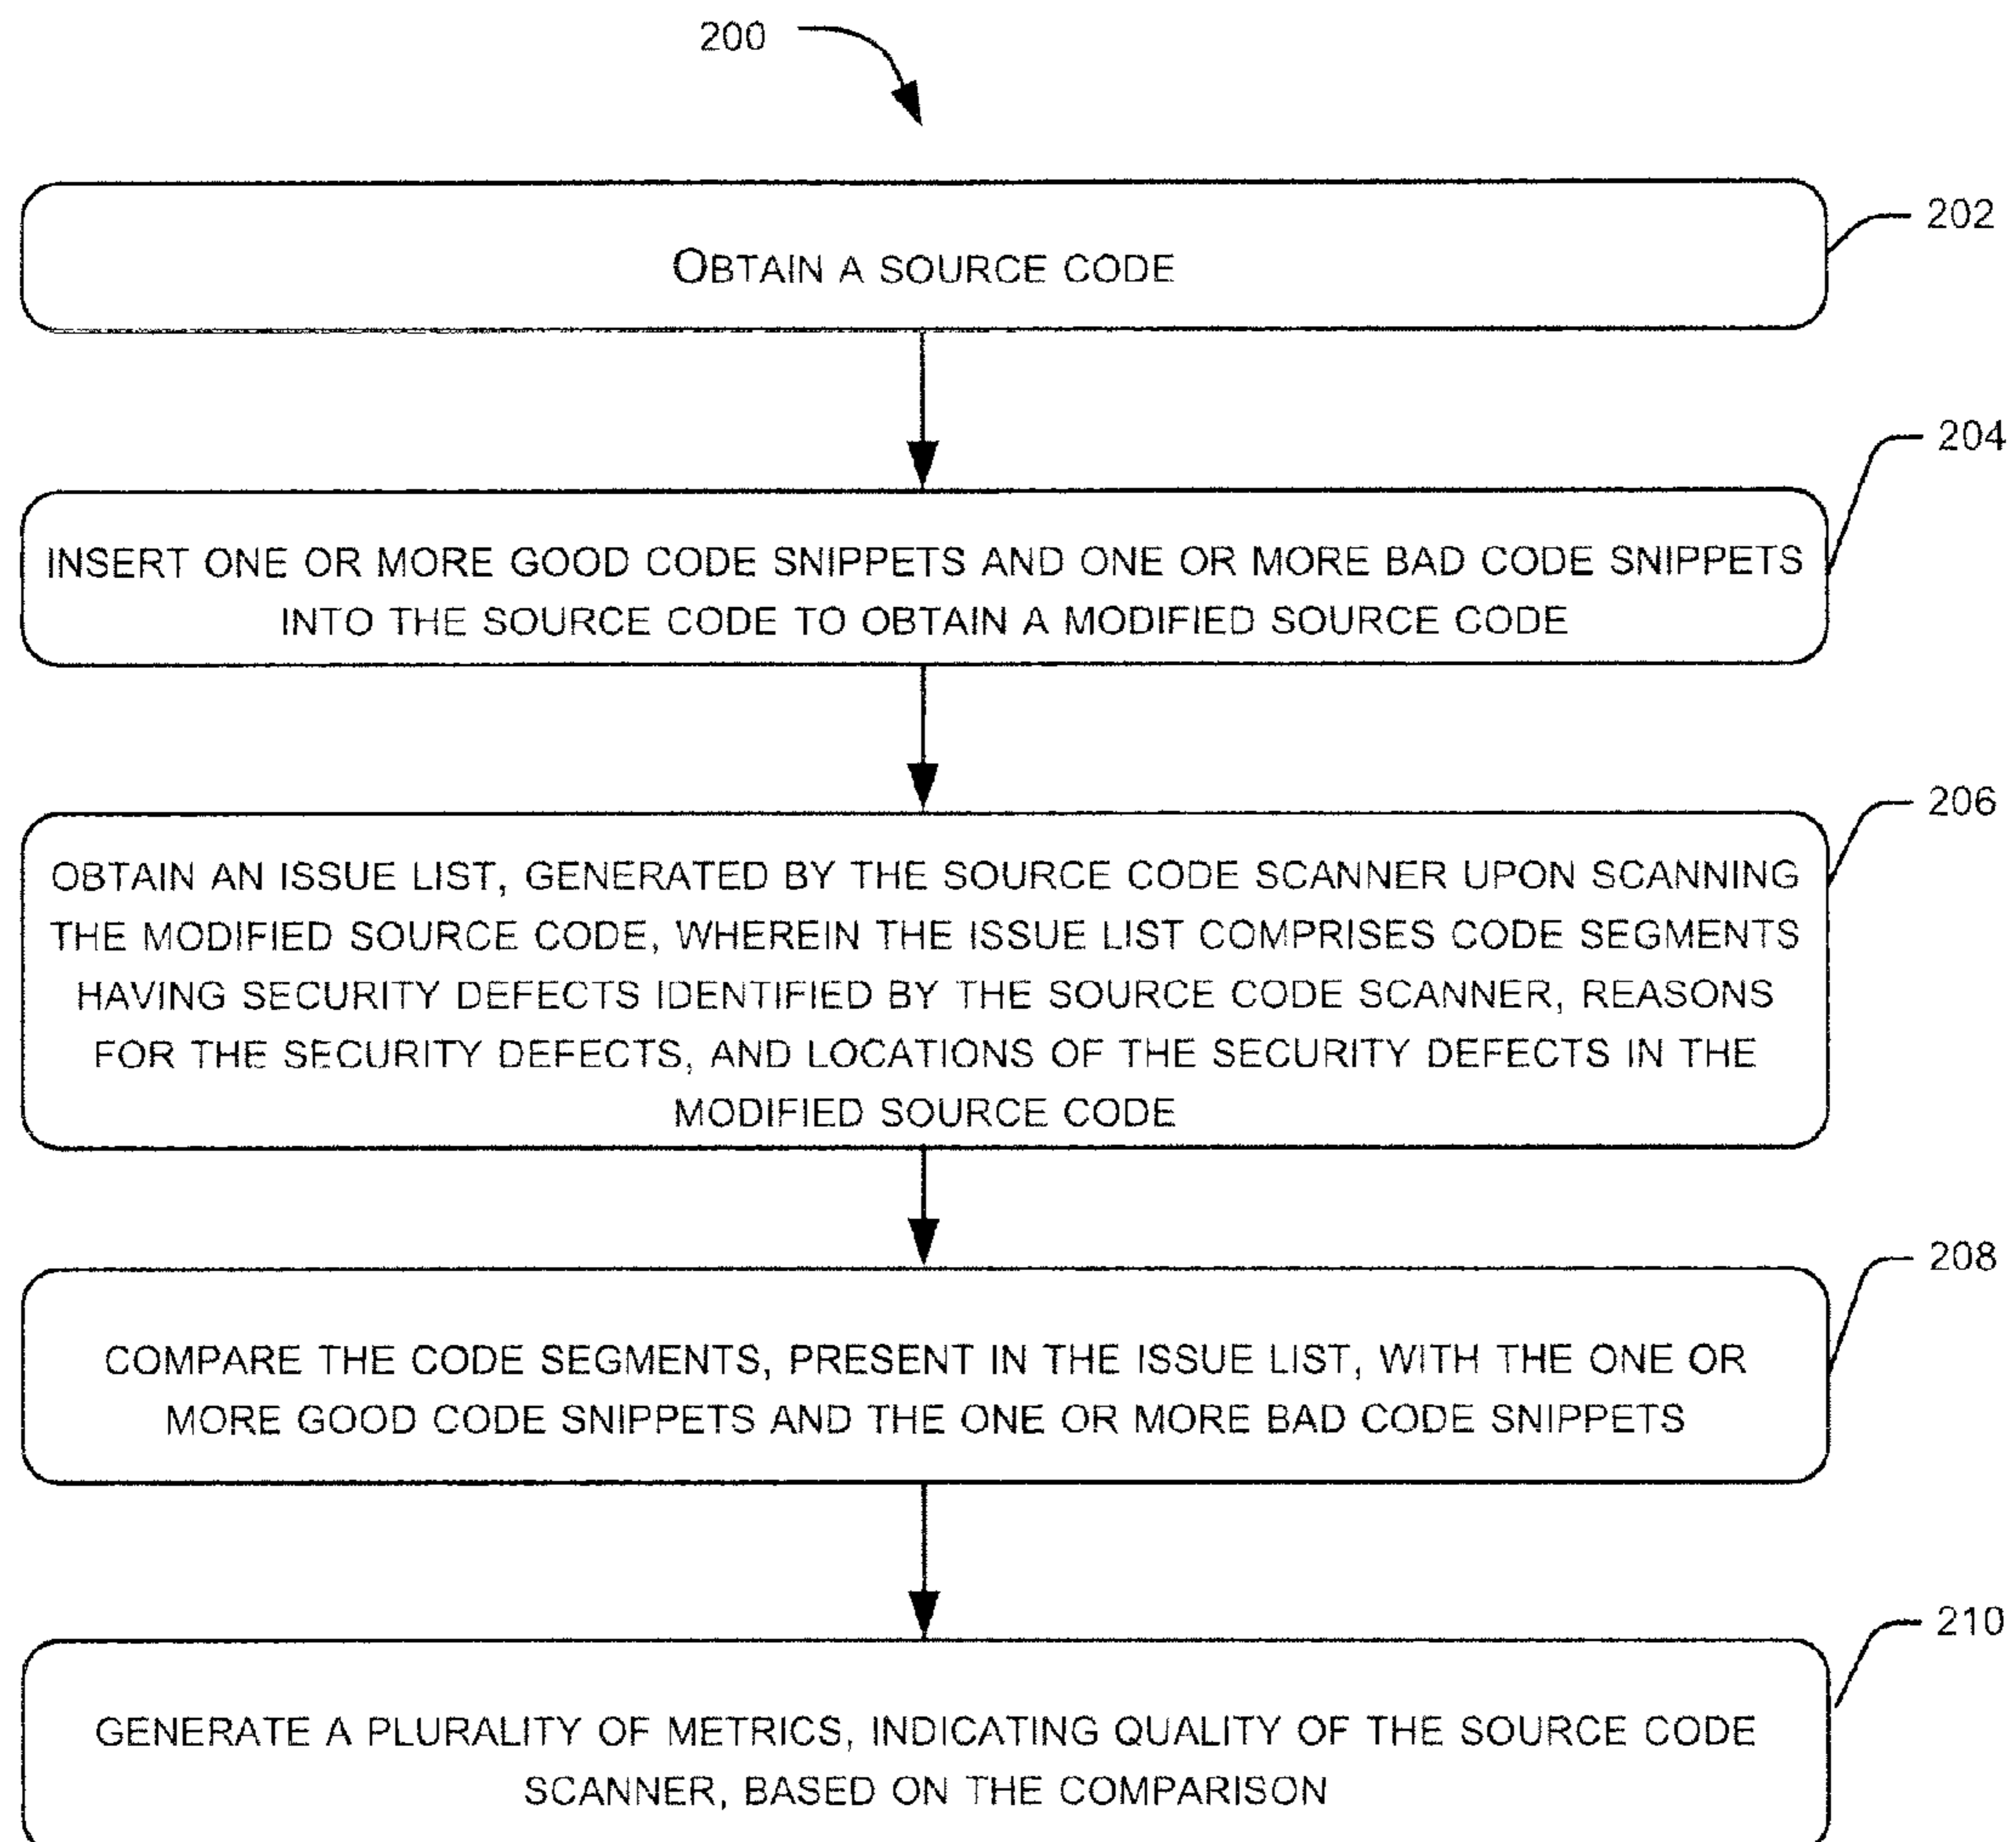 200
OBTAIN A SOURCE CODE
202
INSERT ONE OR MORE GOOD CODE SNIPPETS AND ONE OR MORE BAD CODE SNIPPETS
INTO THE SOURCE CODE TO OBTAIN A MODIFIED SOURCE CODE
204
OBTAIN AN ISSUE LIST, GENERATED BY THE SOURCE CODE SCANNER UPON SCANNING
THE MODIFIED SOURCE CODE, WHEREIN THE ISSUE LIST COMPRISES CODE SEGMENTS
HAVING SECURITY DEFECTS IDENTIFIED BY THE SOURCE CODE SCANNER, REASONS
FOR THE SECURITY DEFECTS, AND LOCATIONS OF THE SECURITY DEFECTS IN THE
MODIFIED SOURCE CODE
206
COMPARE THE CODE SEGMENTS, PRESENT IN THE ISSUE LIST, WITH THE ONE OR
MORE GOOD CODE SNIPPETS AND THE ONE OR MORE BAD CODE SNIPPETS
208
GENERATE A PLURALITY OF METRICS, INDICATING QUALITY OF THE SOURCE CODE
SCANNER, BASED ON THE COMPARISON
210